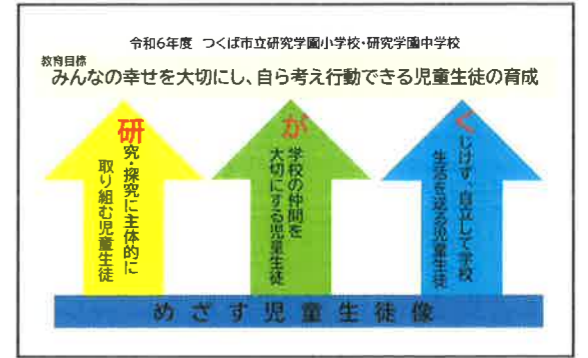 令和6年度 つくば市立研究学園小学校・研究学園中学校
教育目標
みんなの幸せを大切にし、自ら考え行動できる児童生徒の育成
研究・探究に主体的に
取り組む児童生徒
が学校の仲間を
大切にする児童生徒
くじけず、自立して学校
生活を送る児童生徒
めざす児童生徒像